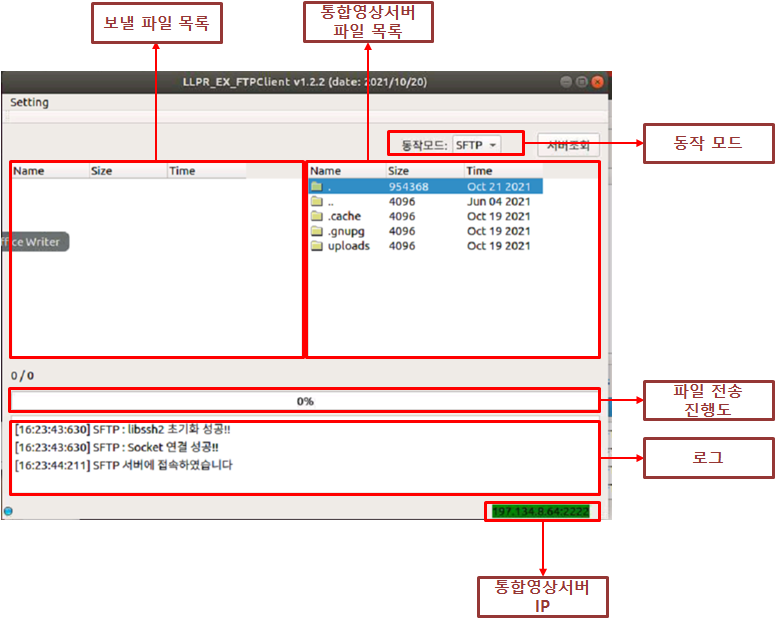 보낼 파일 목록
통합영상서버
파일 목록
LLPR_EX_FTPClient v1.2.2 (date: 2021/10/20)
Setting
동작모드: SFTP
서버조회
동작 모드
Name Size Time
Name Size Time
. 954368 Oct 21 2021
.. 4096 Jun 04 2021
.cache 4096 Oct 19 2021
.gnupg 4096 Oct 19 2021
uploads 4096 Oct 19 2021
ffice Writer
0 / 0
0%
파일 전송
진행도
[16:23:43:630] SFTP : libssh2 초기화 성공!!
[16:23:43:630] SFTP : Socket 연결 성공!!
[16:23:44:211] SFTP 서버에 접속하였습니다
로그
197.134.8.64:2222
통합영상서버
IP